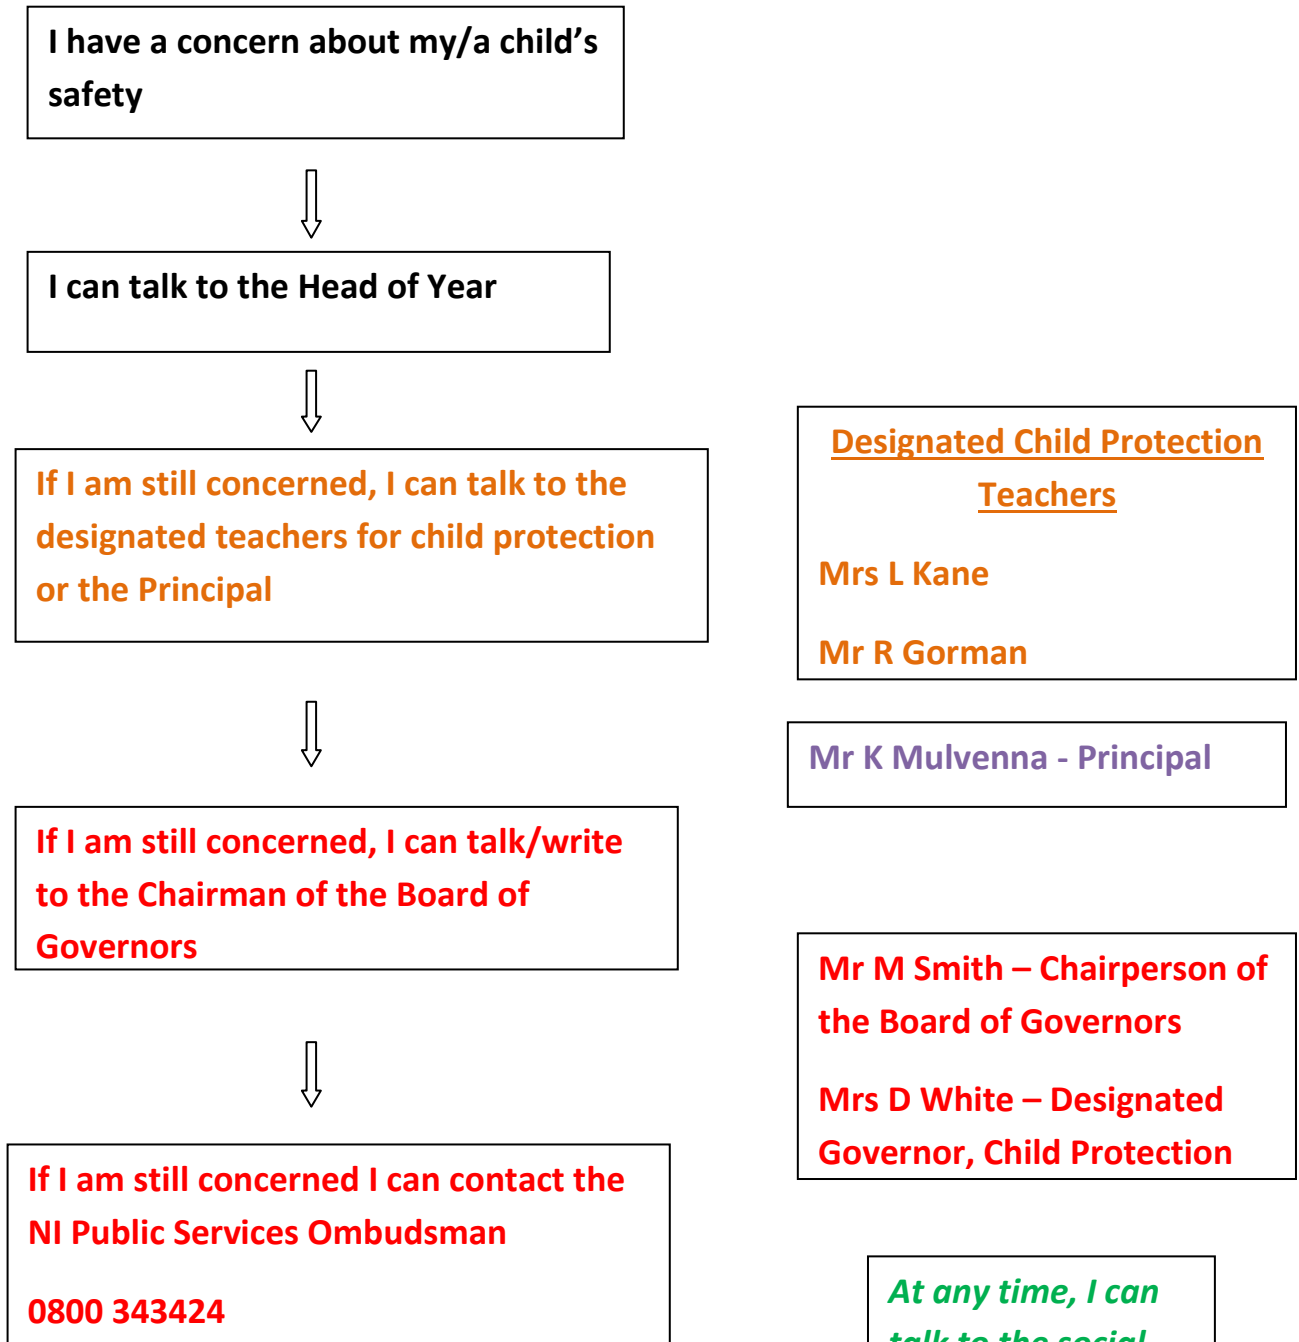 I have a concern about my/a child's
safety
I can talk to the Head of Year
If I am still concerned, I can talk to the
designated teachers for child protection
or the Principal
Designated Child Protection
Teachers
Mrs L Kane
Mr R Gorman
Mr K Mulvenna - Principal
If I am still concerned, I can talk/write
to the Chairman of the Board of
Governors
Mr M Smith – Chairperson of
the Board of Governors
Mrs D White – Designated
Governor, Child Protection
If I am still concerned I can contact the
NI Public Services Ombudsman
0800 343424
At any time, I can
talk to the social